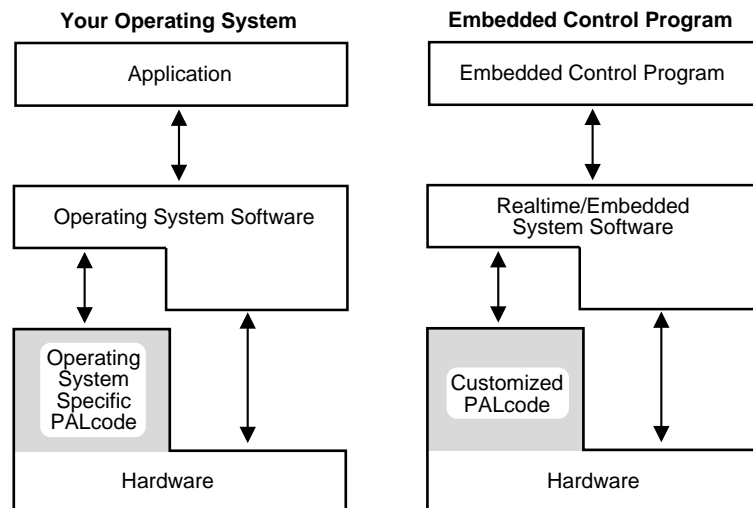 Your Operating System
Application
Operating System Software
Operating
System
Specific
PALcode
Hardware
Embedded Control Program
Embedded Control Program
Realtime/Embedded
System Software
Customized
PALcode
Hardware